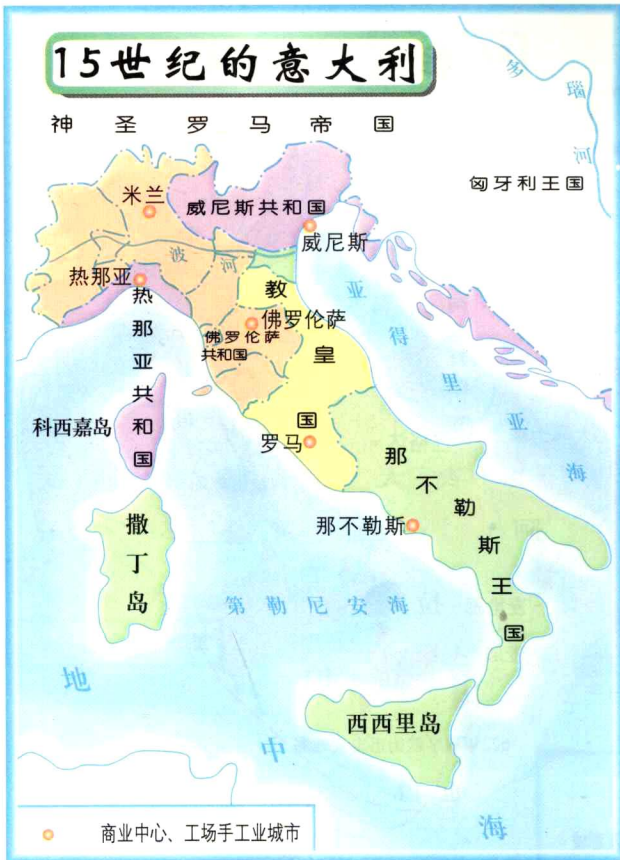 15世纪的意大利
神圣罗马帝国
多瑙河
匈牙利王国
米兰
威尼斯共和国
威尼斯
波河
热那亚
热那亚共和国
教皇国
佛罗伦萨
佛罗伦萨
共和国
亚得里亚海
科西嘉岛
罗马
那不勒斯王国
那不勒斯
撒丁岛
第勒尼安海
地中海
西西里岛
商业中心、工场手工业城市